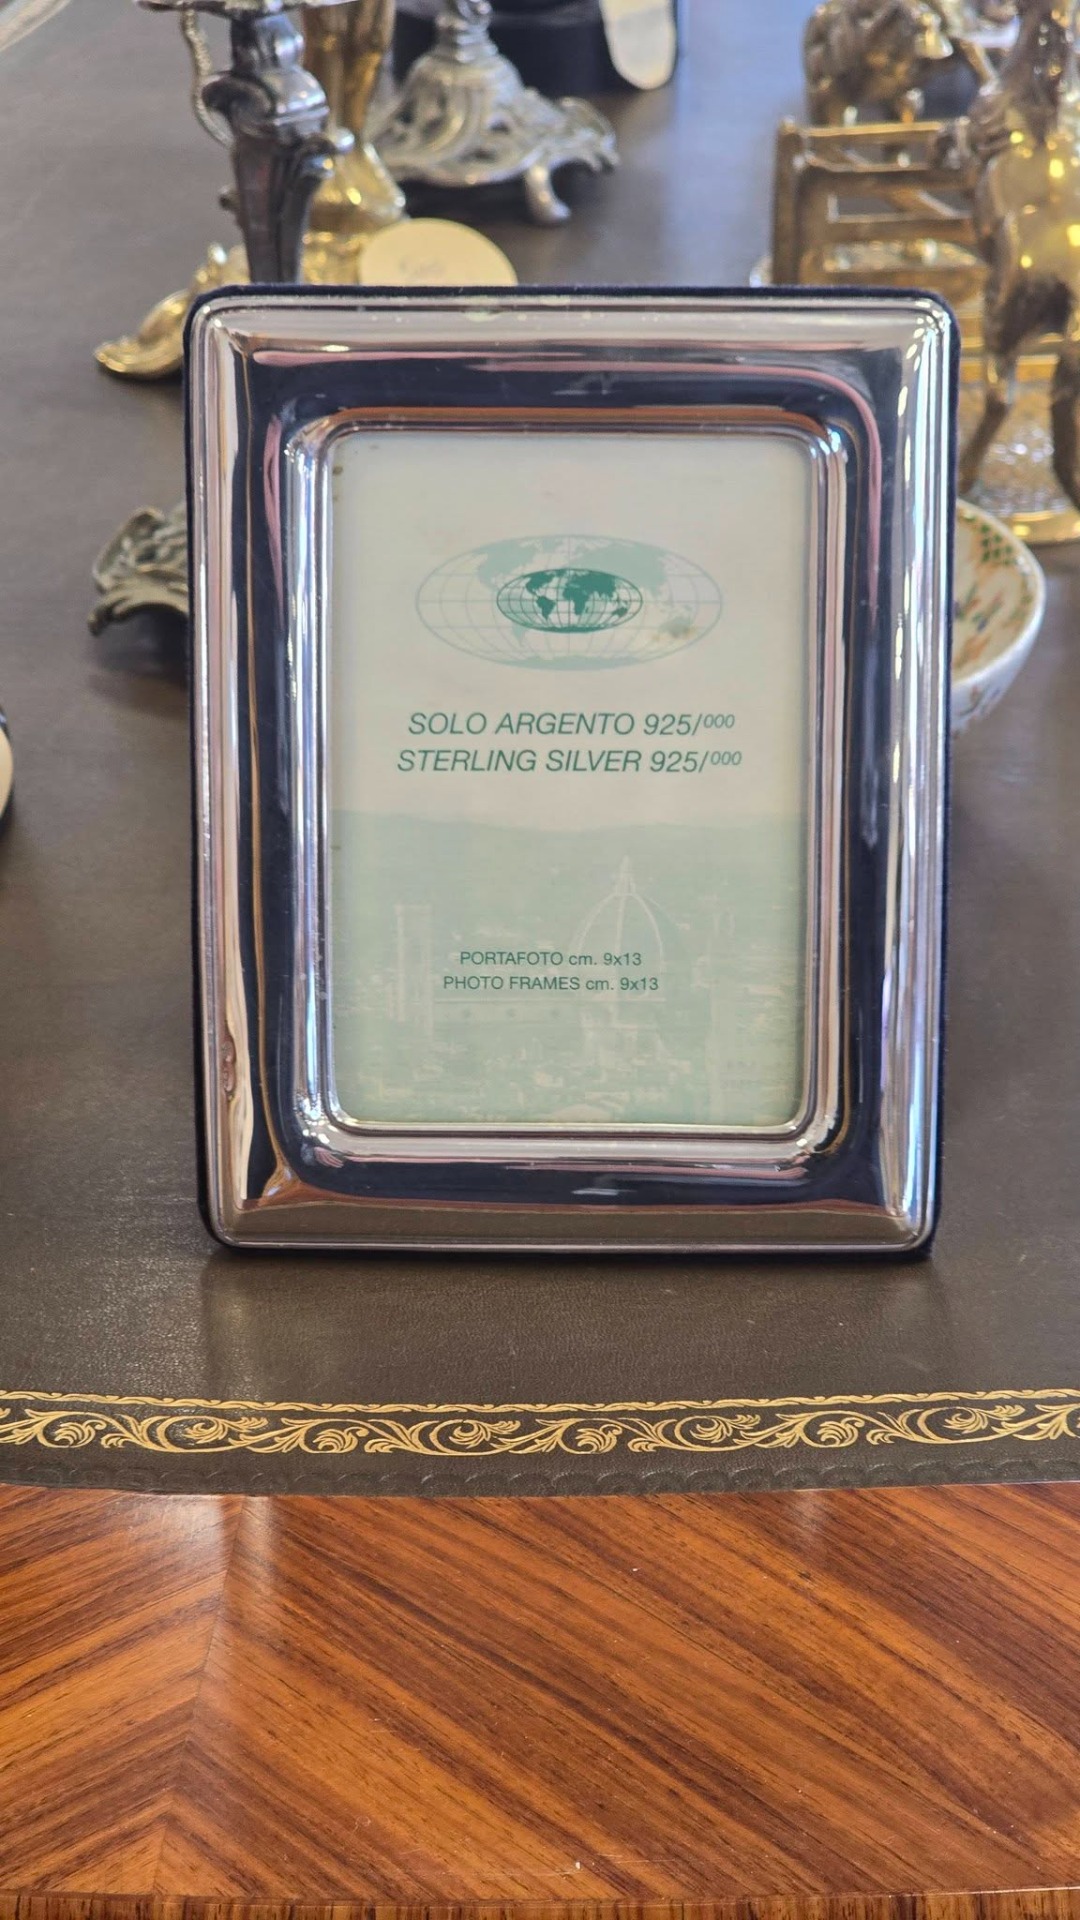 SOLO ARGENTO 925/000
STERLING SILVER 925/000
PORTAFOTO cm. 9x13
PHOTO FRAMES cm. 9x13